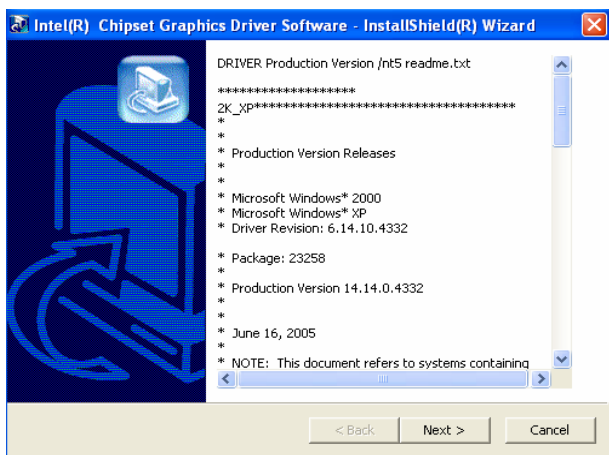 Intel(R) Chipset Graphics Driver Software - InstallShield(R) Wizard
DRIVER Production Version /nt5 readme.txt
*******************
2K_XP************************************
*
*
* Production Version Releases
*
*
* Microsoft Windows* 2000
* Microsoft Windows* XP
* Driver Revision: 6.14.10.4332
* Package: 23258
*
* Production Version 14.14.0.4332
*
*
* June 16, 2005
*
* NOTE: This document refers to systems containing
< Back
Next >
Cancel